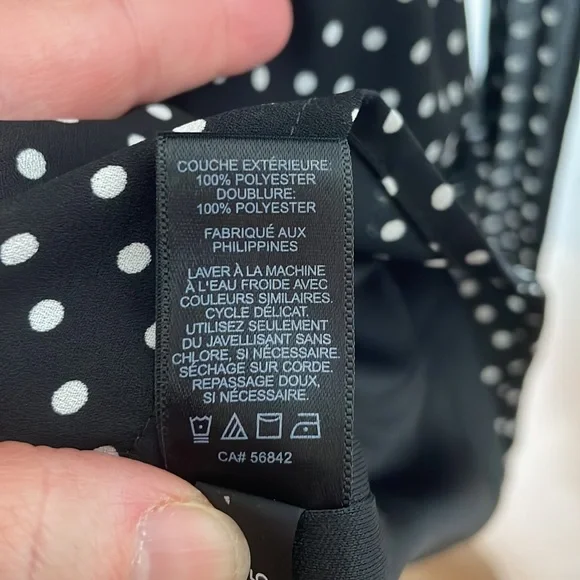 COUCHE EXTÉRIEURE:
100% POLYESTER
DOUBLURE:
100% POLYESTER
FABRIQUÉ AUX
PHILIPPINES
LAVER À LA MACHINE
À L'EAU FROIDE AVEC
COULEURS SIMILAIRES.
CYCLE DÉLICAT.
UTILISEZ SEULEMENT
DU JAVELLISANT SANS
CHLORE, SI NÉCESSAIRE.
SÉCHAGE SUR CORDE.
REPASSAGE DOUX,
SI NÉCESSAIRE.
CA# 56842